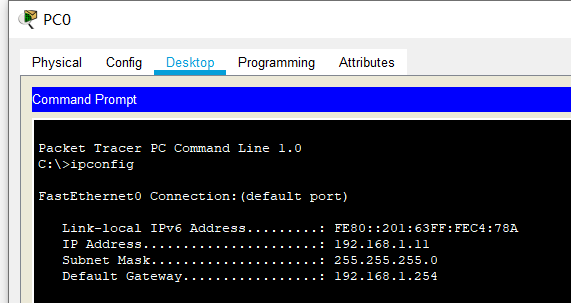 PC0
Physical Config Desktop Programming Attributes
Command Prompt
Packet Tracer PC Command Line 1.0
C:\>ipconfig
FastEthernet0 Connection:(default port)
Link-local IPv6 Address.........: FE80::201:63FF:FEC4:78A
IP Address......................: 192.168.1.11
Subnet Mask.....................: 255.255.255.0
Default Gateway.................: 192.168.1.254